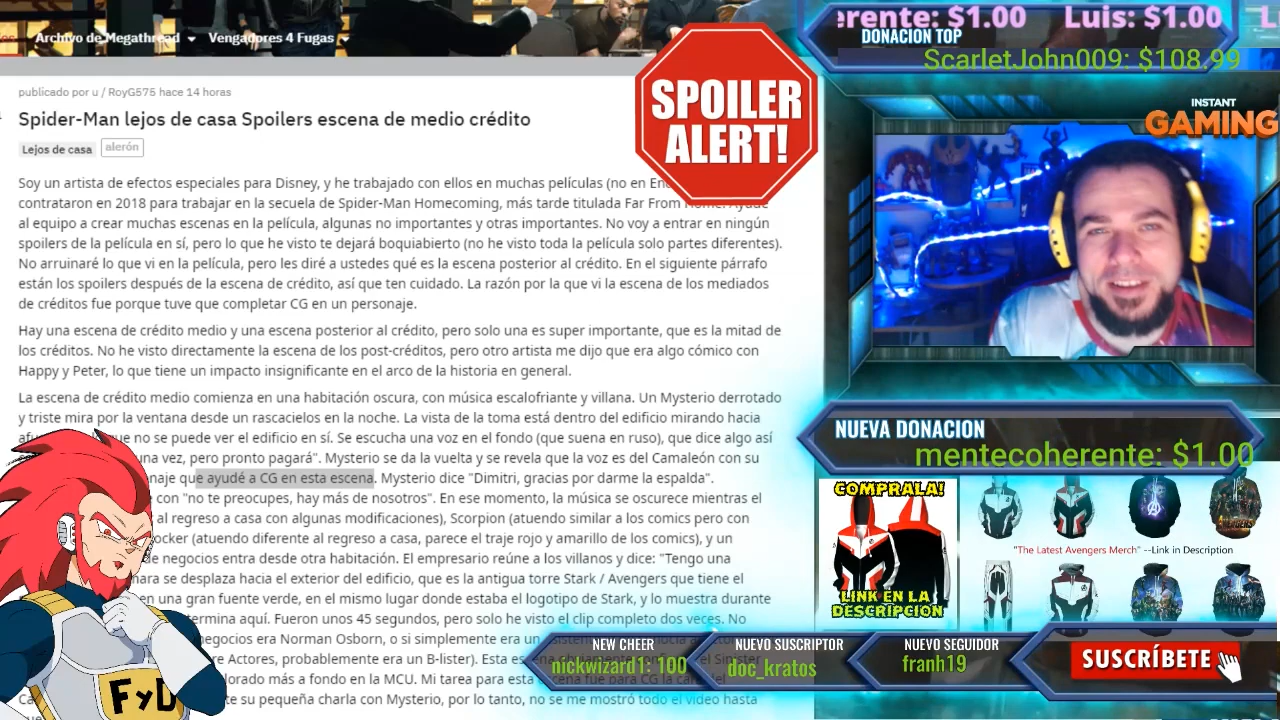 Archivo de Megathread
Vengadores 4 Fugas
publicado por u / RoyG575 hace 14 horas
Spider-Man lejos de casa Spoilers escena de medio crédito
Lejos de casa
alerón
Soy un artista de efectos especiales para Disney, y he trabajado con ellos en muchas películas (no en
contrataron en 2018 para trabajar en la secuela de Spider-Man Homecoming, más tarde titulada Far From
al equipo a crear muchas escenas en la película, algunas no importantes y otras importantes. No voy a entrar en ningún
spoilers de la película en sí, pero lo que he visto te dejará boquiabierto (no he visto toda la película solo partes diferentes).
No arruinaré lo que vi en la película, pero les diré a ustedes qué es la escena posterior al crédito. En el siguiente párrafo
están los spoilers después de la escena de crédito, así que ten cuidado. La razón por la que vi la escena de los mediados
de créditos fue porque tuve que completar CG en un personaje.
Hay una escena de crédito medio y una escena posterior al crédito, pero solo una es super importante, que es la mitad de
los créditos. No he visto directamente la escena de los post-créditos, pero otro artista me dijo que era algo cómico con
Happy y Peter, lo que tiene un impacto insignificante en el arco de la historia en general.
La escena de crédito medio comienza en una habitación oscura, con música escalofriante y villana. Un Mysterio derrotado
y triste mira por la ventana desde un rascacielos en la noche. La vista de la toma está dentro del edificio mirando hacia
que no se puede ver el edificio en sí. Se escucha una voz en el fondo (que suena en ruso), que dice algo así
una vez, pero pronto pagará". Mysterio se da la vuelta y se revela que la voz es del Camaleón con su
que ayudé a CG en esta escena. Mysterio dice "Dimitri, gracias por darme la espalda".
con "no te preocupes, hay más de nosotros". En ese momento, la música se oscurece mientras el
al regreso a casa con algunas modificaciones), Scorpion (atuendo similar a los comics pero con
(atuendo diferente al regreso a casa, parece el traje rojo y amarillo de los comics), y un
de negocios entra desde otra habitación. El empresario reúne a los villanos y dice: "Tengo una
se desplaza hacia el exterior del edificio, que es la antigua torre Stark / Avengers que tiene el
una gran fuente verde, en el mismo lugar donde estaba el logotipo de Stark, y lo muestra durante
termina aquí. Fueron unos 45 segundos, pero solo he visto el clip completo dos veces. No
negocios era Norman Osborn, o si simplemente era un
Actores, probablemente era un B-lister). Esta
más a fondo en la MCU. Mi tarea para esta
su pequeña charla con Mysterio, por lo tanto, no se me mostró todo el video hasta
SPOILER
ALERT!
erente: $1.00 Luis: $1.00 L
DONACION TOP
ScarletJohn009: $108.99
INSTANT
GAMING
NUEVA DONACION
mentecoherente: $1.00
COMPRALA!
LINK EN LA
DESCRIPCION
"The Latest Avengers Merch" --Link in Description
NEW CHEER
nickwizard1: 100
NUEVO SUSCRIPTOR
doc_kratos
NUEVO SEGUIDOR
franh19
SUSCRÍBETE
FyD